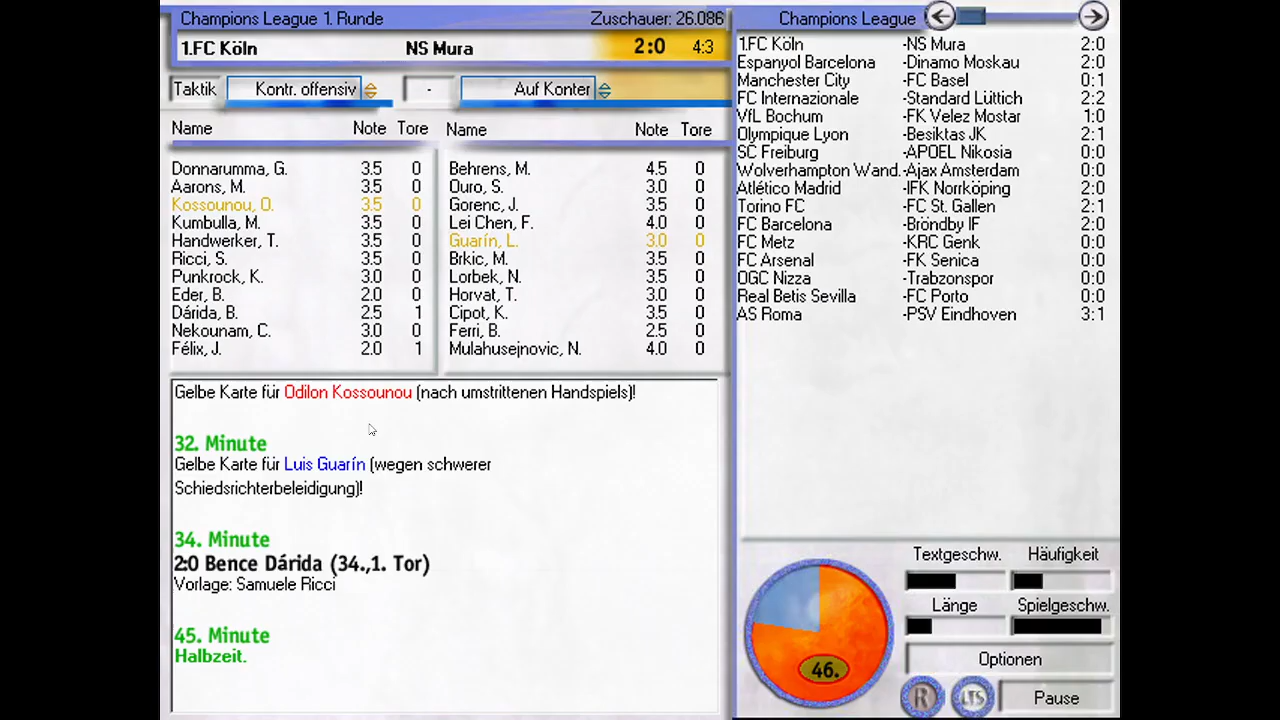 Champions League 1. Runde Zuschauer: 26.086
1.FC Köln NS Mura 2:0 4:3
Taktik Kontr. offensiv - Auf Konter
Name Note Tore Name Note Tore
Donnarumma, G. 3.5 0 Behrens, M. 4.5 0
Aarons, M. 3.5 0 Ouro, S. 3.0 0
Kossounou, O. 3.5 0 Gorenc, J. 3.5 0
Kumbulla, M. 3.5 0 Lei Chen, F. 4.0 0
Handwerker, T. 3.5 0 Guarín, L. 3.0 0
Ricci, S. 3.5 0 Brkic, M. 3.5 0
Punkrock, K. 3.0 0 Lorbek, N. 3.5 0
Eder, B. 2.0 0 Horvat, T. 3.0 0
Dárida, B. 2.5 1 Cipot, K. 3.5 0
Nekounam, C. 3.0 0 Ferri, B. 2.5 0
Félix, J. 2.0 1 Mulahusejnovic, N. 4.0 0
Gelbe Karte für Odilon Kossounou (nach umstrittenen Handspiels)!
32. Minute
Gelbe Karte für Luis Guarín (wegen schwerer
Schiedsrichterbeleidigung)!
34. Minute
2:0 Bence Dárida (34.,1. Tor)
Vorlage: Samuele Ricci
45. Minute
Halbzeit.
Champions League
1.FC Köln -NS Mura 2:0
Espanyol Barcelona -Dinamo Moskau 2:0
Manchester City -FC Basel 0:1
FC Internazionale -Standard Lüttich 2:2
VfL Bochum -FK Velez Mostar 1:0
Olympique Lyon -Besiktas JK 2:1
SC Freiburg -APOEL Nikosia 0:0
Wolverhampton Wand. -Ajax Amsterdam 0:0
Atlético Madrid -IFK Norrköping 2:0
Torino FC -FC St. Gallen 2:1
FC Barcelona -Bröndby IF 2:0
FC Metz -KRC Genk 0:0
FC Arsenal -FK Senica 0:0
OGC Nizza -Trabzonspor 0:0
Real Betis Sevilla -FC Porto 0:0
AS Roma -PSV Eindhoven 3:1
Textgeschw. Häufigkeit
Länge Spielgeschw.
46.
Optionen
R LTS Pause